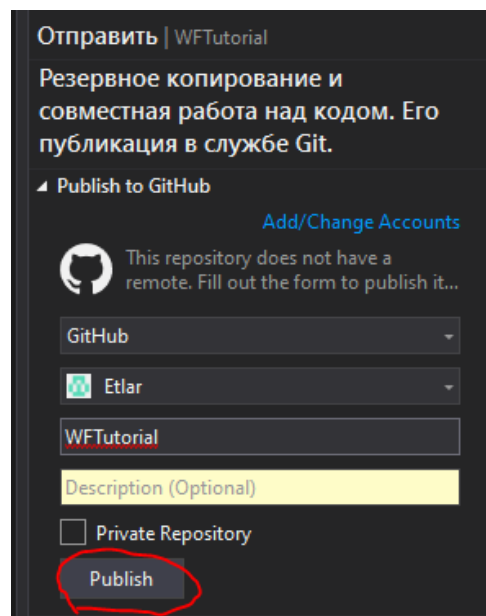 Отправить | WFTutorial
Резервное копирование и
совместная работа над кодом. Его
публикация в службе Git.
Publish to GitHub
Add/Change Accounts
This repository does not have a
remote. Fill out the form to publish it...
GitHub
Etlar
WFTutorial
Description (Optional)
Private Repository
Publish